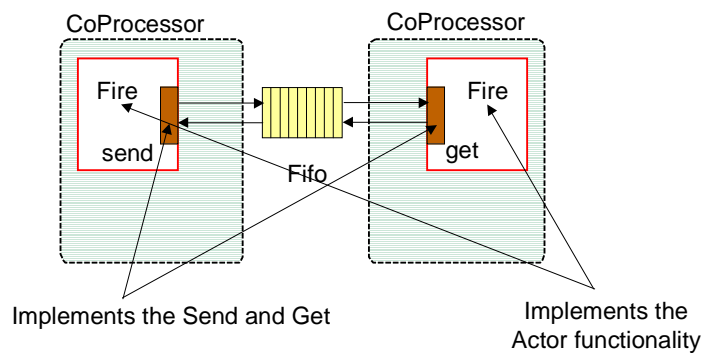 CoProcessor
CoProcessor
Fire
Fire
send
get
Fifo
Implements the Send and Get
Implements the
Actor functionality